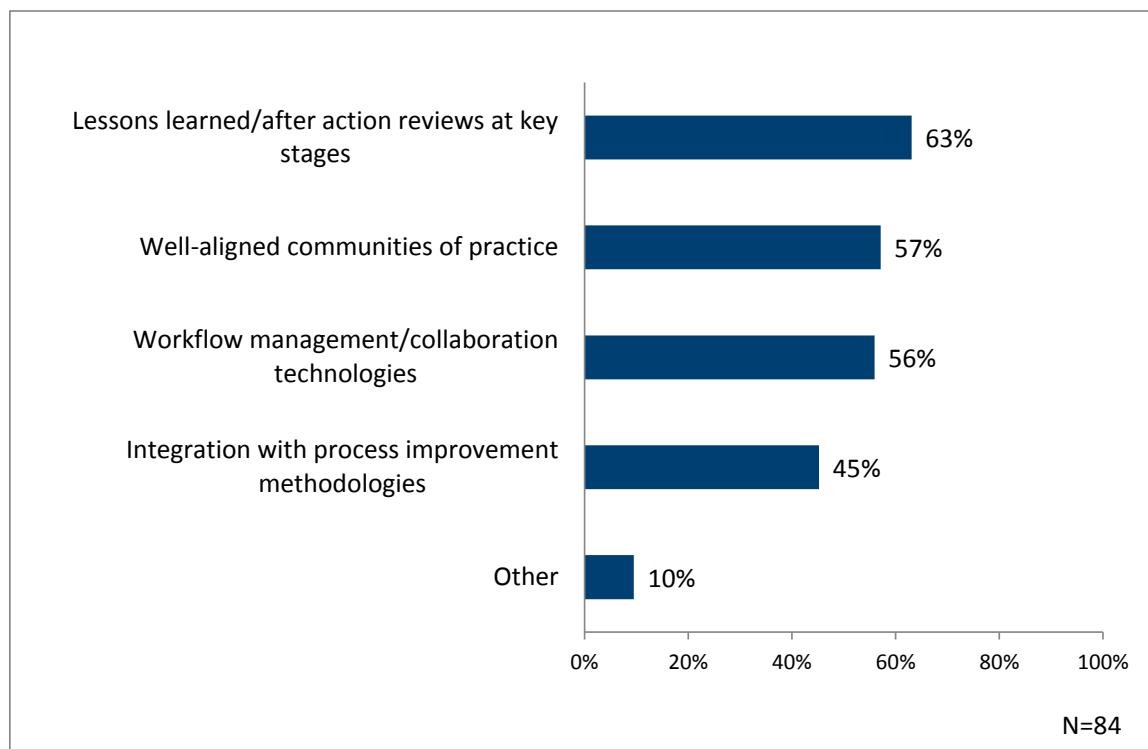 Lessons learned/after action reviews at key
stages
63%
Well-aligned communities of practice
57%
Workflow management/collaboration
technologies
56%
Integration with process improvement
methodologies
45%
Other
10%
0% 20% 40% 60% 80% 100%
N=84